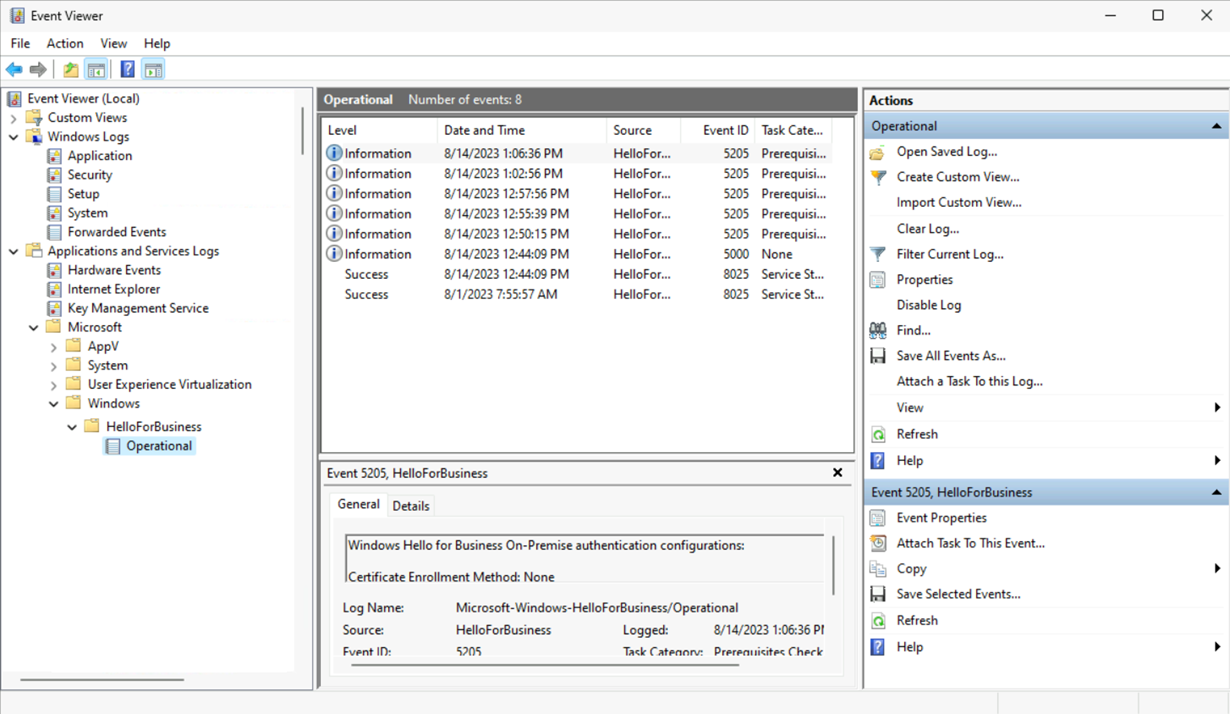 Event Viewer
File Action View Help
Event Viewer (Local)
Custom Views
Windows Logs
Application
Security
Setup
System
Forwarded Events
Applications and Services Logs
Hardware Events
Internet Explorer
Key Management Service
Microsoft
AppV
System
User Experience Virtualization
Windows
HelloForBusiness
Operational
Operational Number of events: 8
Level Date and Time Source Event ID Task Cate...
Information 8/14/2023 1:06:36 PM HelloFor... 5205 Prerequisi...
Information 8/14/2023 1:02:56 PM HelloFor... 5205 Prerequisi...
Information 8/14/2023 12:57:56 PM HelloFor... 5205 Prerequisi...
Information 8/14/2023 12:55:39 PM HelloFor... 5205 Prerequisi...
Information 8/14/2023 12:50:15 PM HelloFor... 5205 Prerequisi...
Information 8/14/2023 12:44:09 PM HelloFor... 5000 None
Success 8/14/2023 12:44:09 PM HelloFor... 8025 Service St...
Success 8/1/2023 7:55:57 AM HelloFor... 8025 Service St...
Event 5205, HelloForBusiness
General Details
Windows Hello for Business On-Premise authentication configurations:
Certificate Enrollment Method: None
Log Name: Microsoft-Windows-HelloForBusiness/Operational
Source: HelloForBusiness Logged: 8/14/2023 1:06:36 PM
Event ID: 5205 Task Category: Prerequisites Check
Actions
Operational
Open Saved Log...
Create Custom View...
Import Custom View...
Clear Log...
Filter Current Log...
Properties
Disable Log
Find...
Save All Events As...
Attach a Task To this Log...
View
Refresh
Help
Event 5205, HelloForBusiness
Event Properties
Attach Task To This Event...
Copy
Save Selected Events...
Refresh
Help